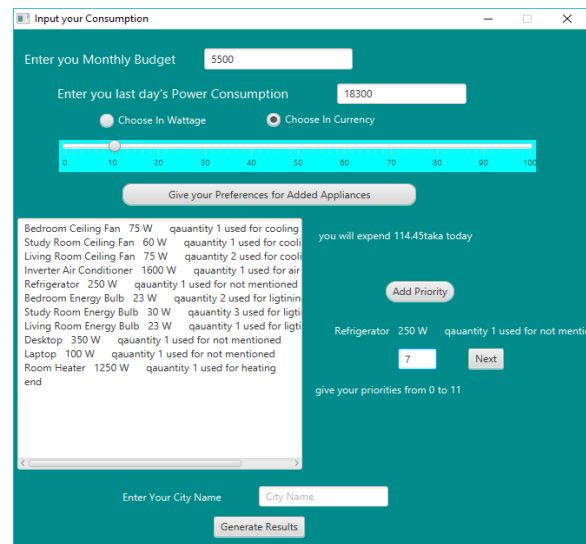 Input your Consumption
Enter you Monthly Budget 5500
Enter you last day's Power Consumption 18300
Choose In Wattage Choose In Currency
0 10 20 30 40 50 60 70 80 90 100
Give your Preferences for Added Appliances
Bedroom Ceiling Fan 75 W qauantity 1 used for cooling
Study Room Ceiling Fan 60 W qauantity 1 used for cooli
Living Room Ceiling Fan 75 W qauantity 2 used for cooli
Inverter Air Conditioner 1600 W qauantity 1 used for air
Refrigerator 250 W qauantity 1 used for not mentioned
Bedroom Energy Bulb 23 W qauantity 2 used for ligtinin
Study Room Energy Bulb 30 W qauantity 3 used for ligti
Living Room Energy Bulb 23 W qauantity 1 used for ligti
Desktop 350 W qauantity 1 used for not mentioned
Laptop 100 W qauantity 1 used for not mentioned
Room Heater 1250 W qauantity 1 used for heating
end
you will expend 114.45taka today
Add Priority
Refrigerator 250 W qauantity 1 used for not menti
7 Next
give your priorities from 0 to 11
Enter Your City Name City Name
Generate Results